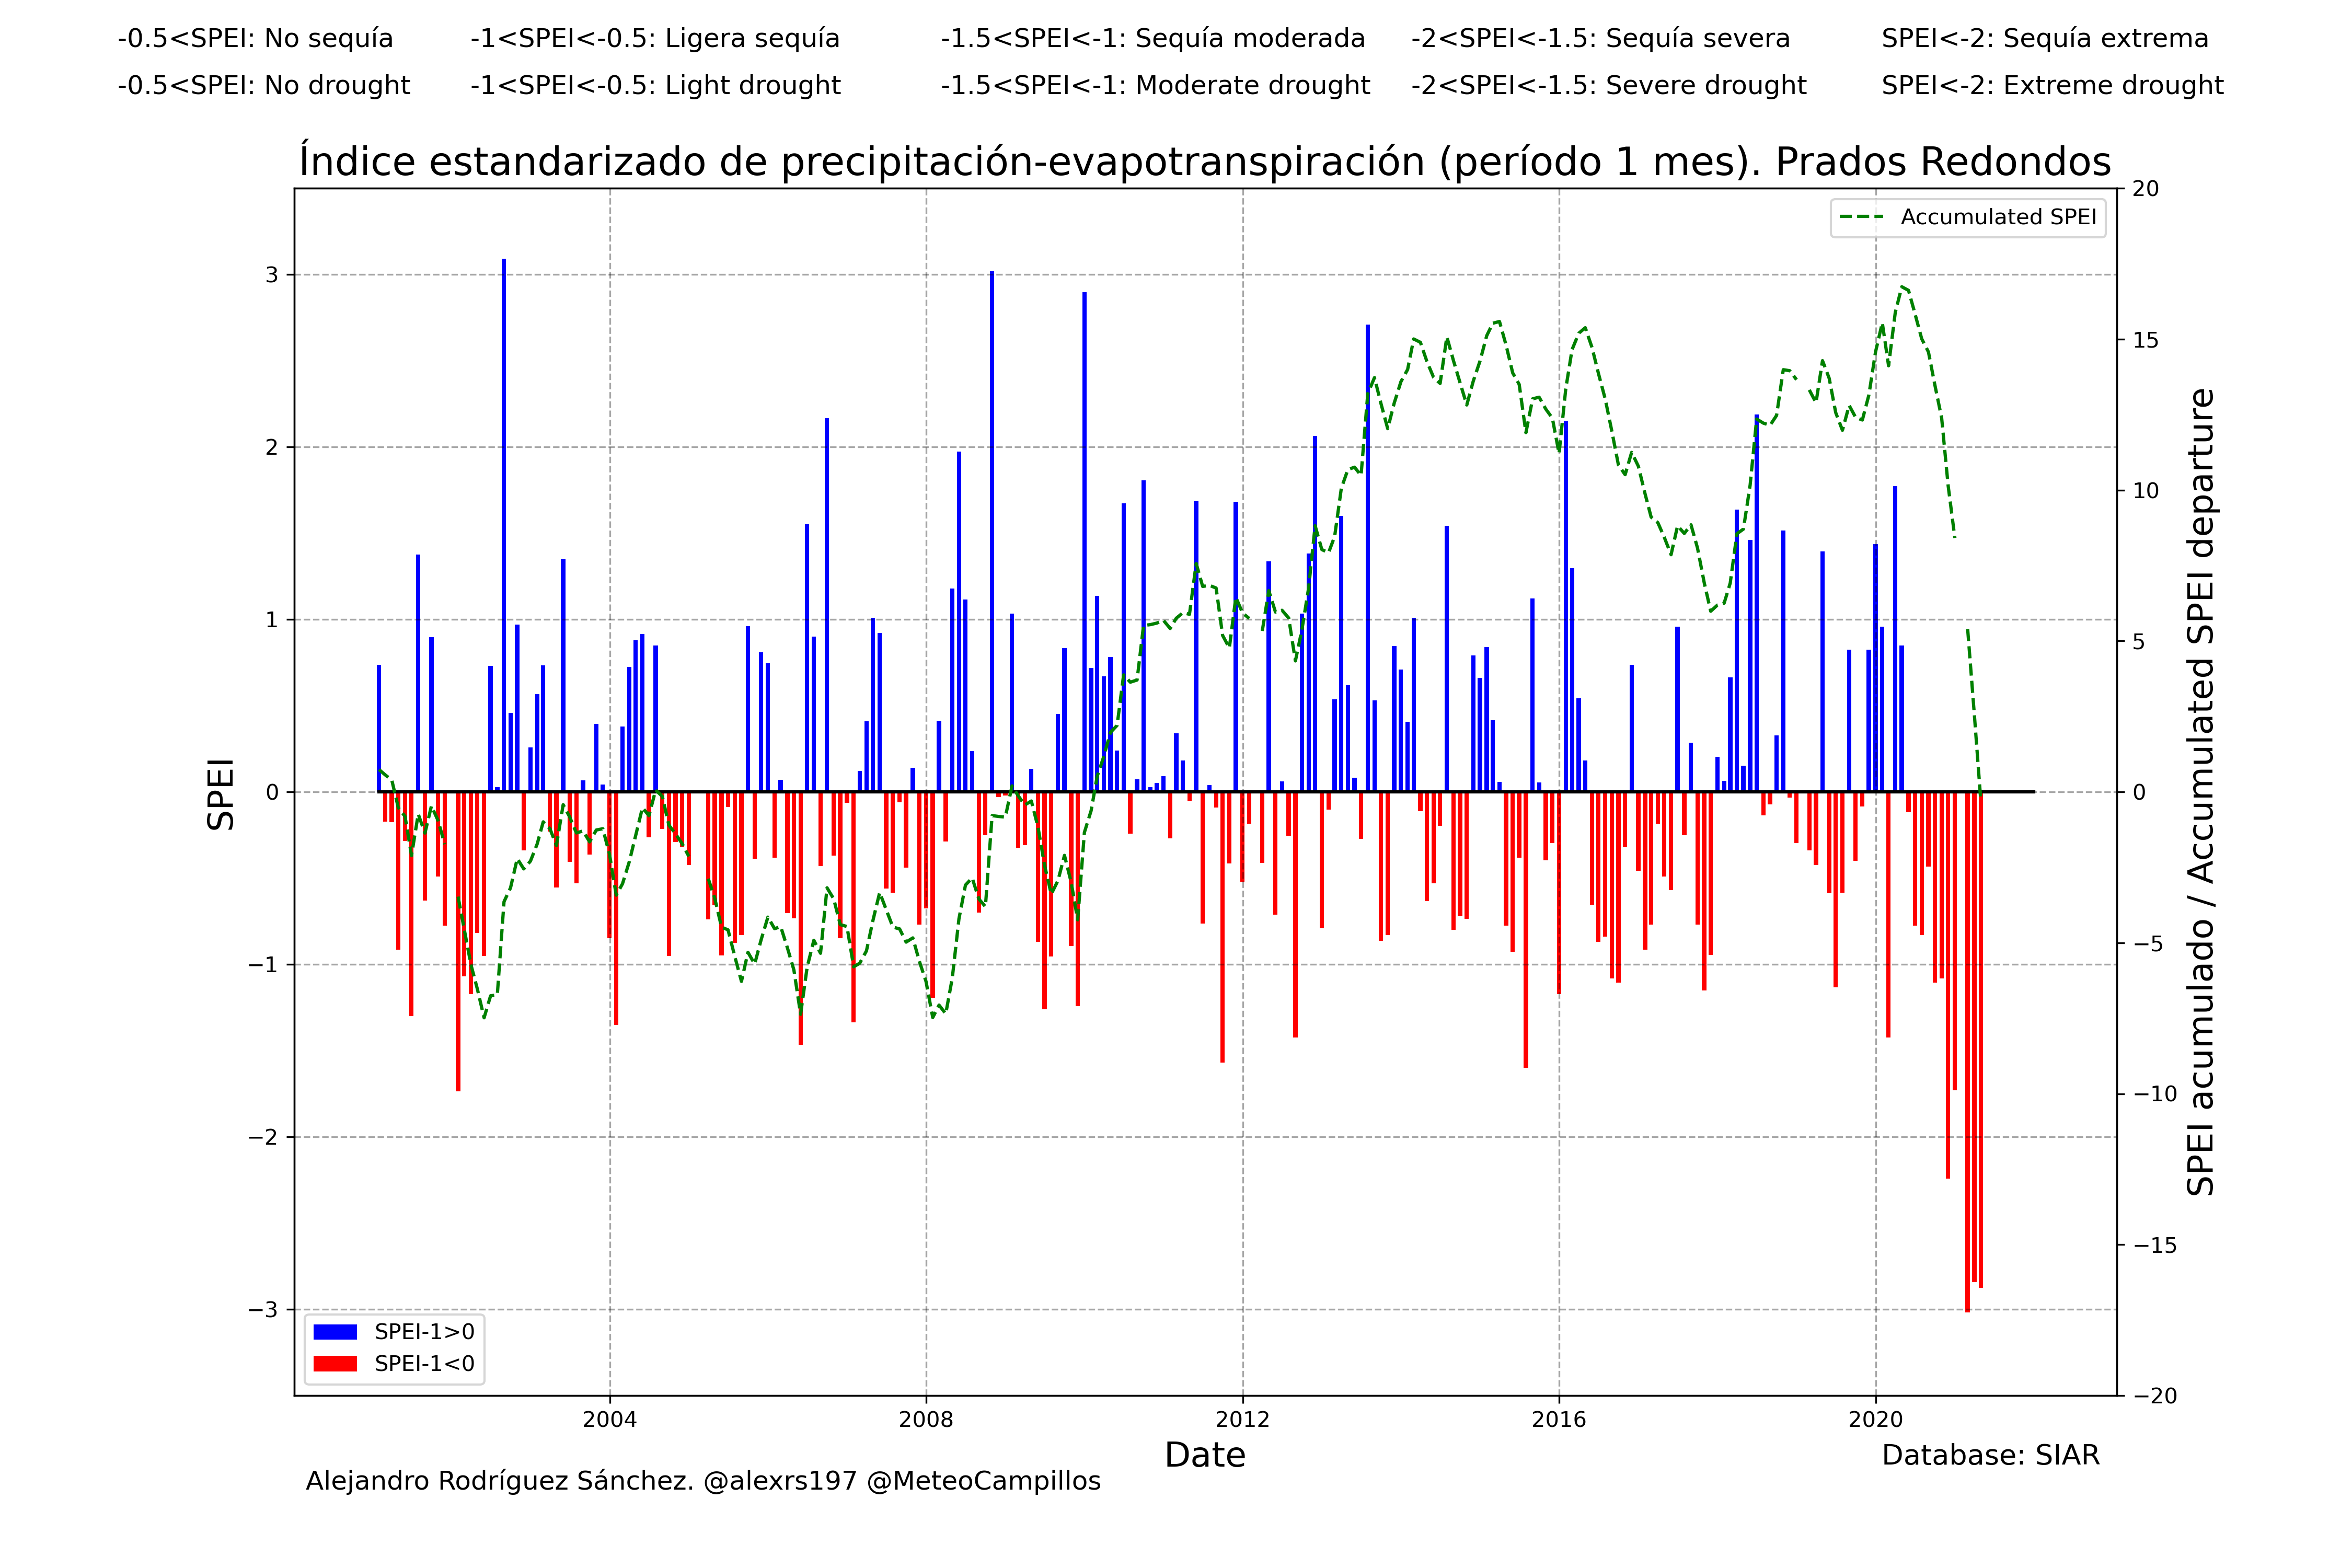 -0.5<SPEI: No sequía -1<SPEI<-0.5: Ligera sequía -1.5<SPEI<-1: Sequía moderada -2<SPEI<-1.5: Sequía severa SPEI<-2: Sequía extrema
-0.5<SPEI: No drought -1<SPEI<-0.5: Light drought -1.5<SPEI<-1: Moderate drought -2<SPEI<-1.5: Severe drought SPEI<-2: Extreme drought
Índice estandarizado de precipitación-evapotranspiración (período 1 mes). Prados Redondos
Accumulated SPEI
SPEI
3
2
1
0
−1
−2
−3
20
15
10
5
0
−5
−10
−15
−20
SPEI acumulado / Accumulated SPEI departure
SPEI-1>0
SPEI-1<0
2004 2008 2012 2016 2020
Date
Database: SIAR
Alejandro Rodríguez Sánchez. @alexrs197 @MeteoCampillos